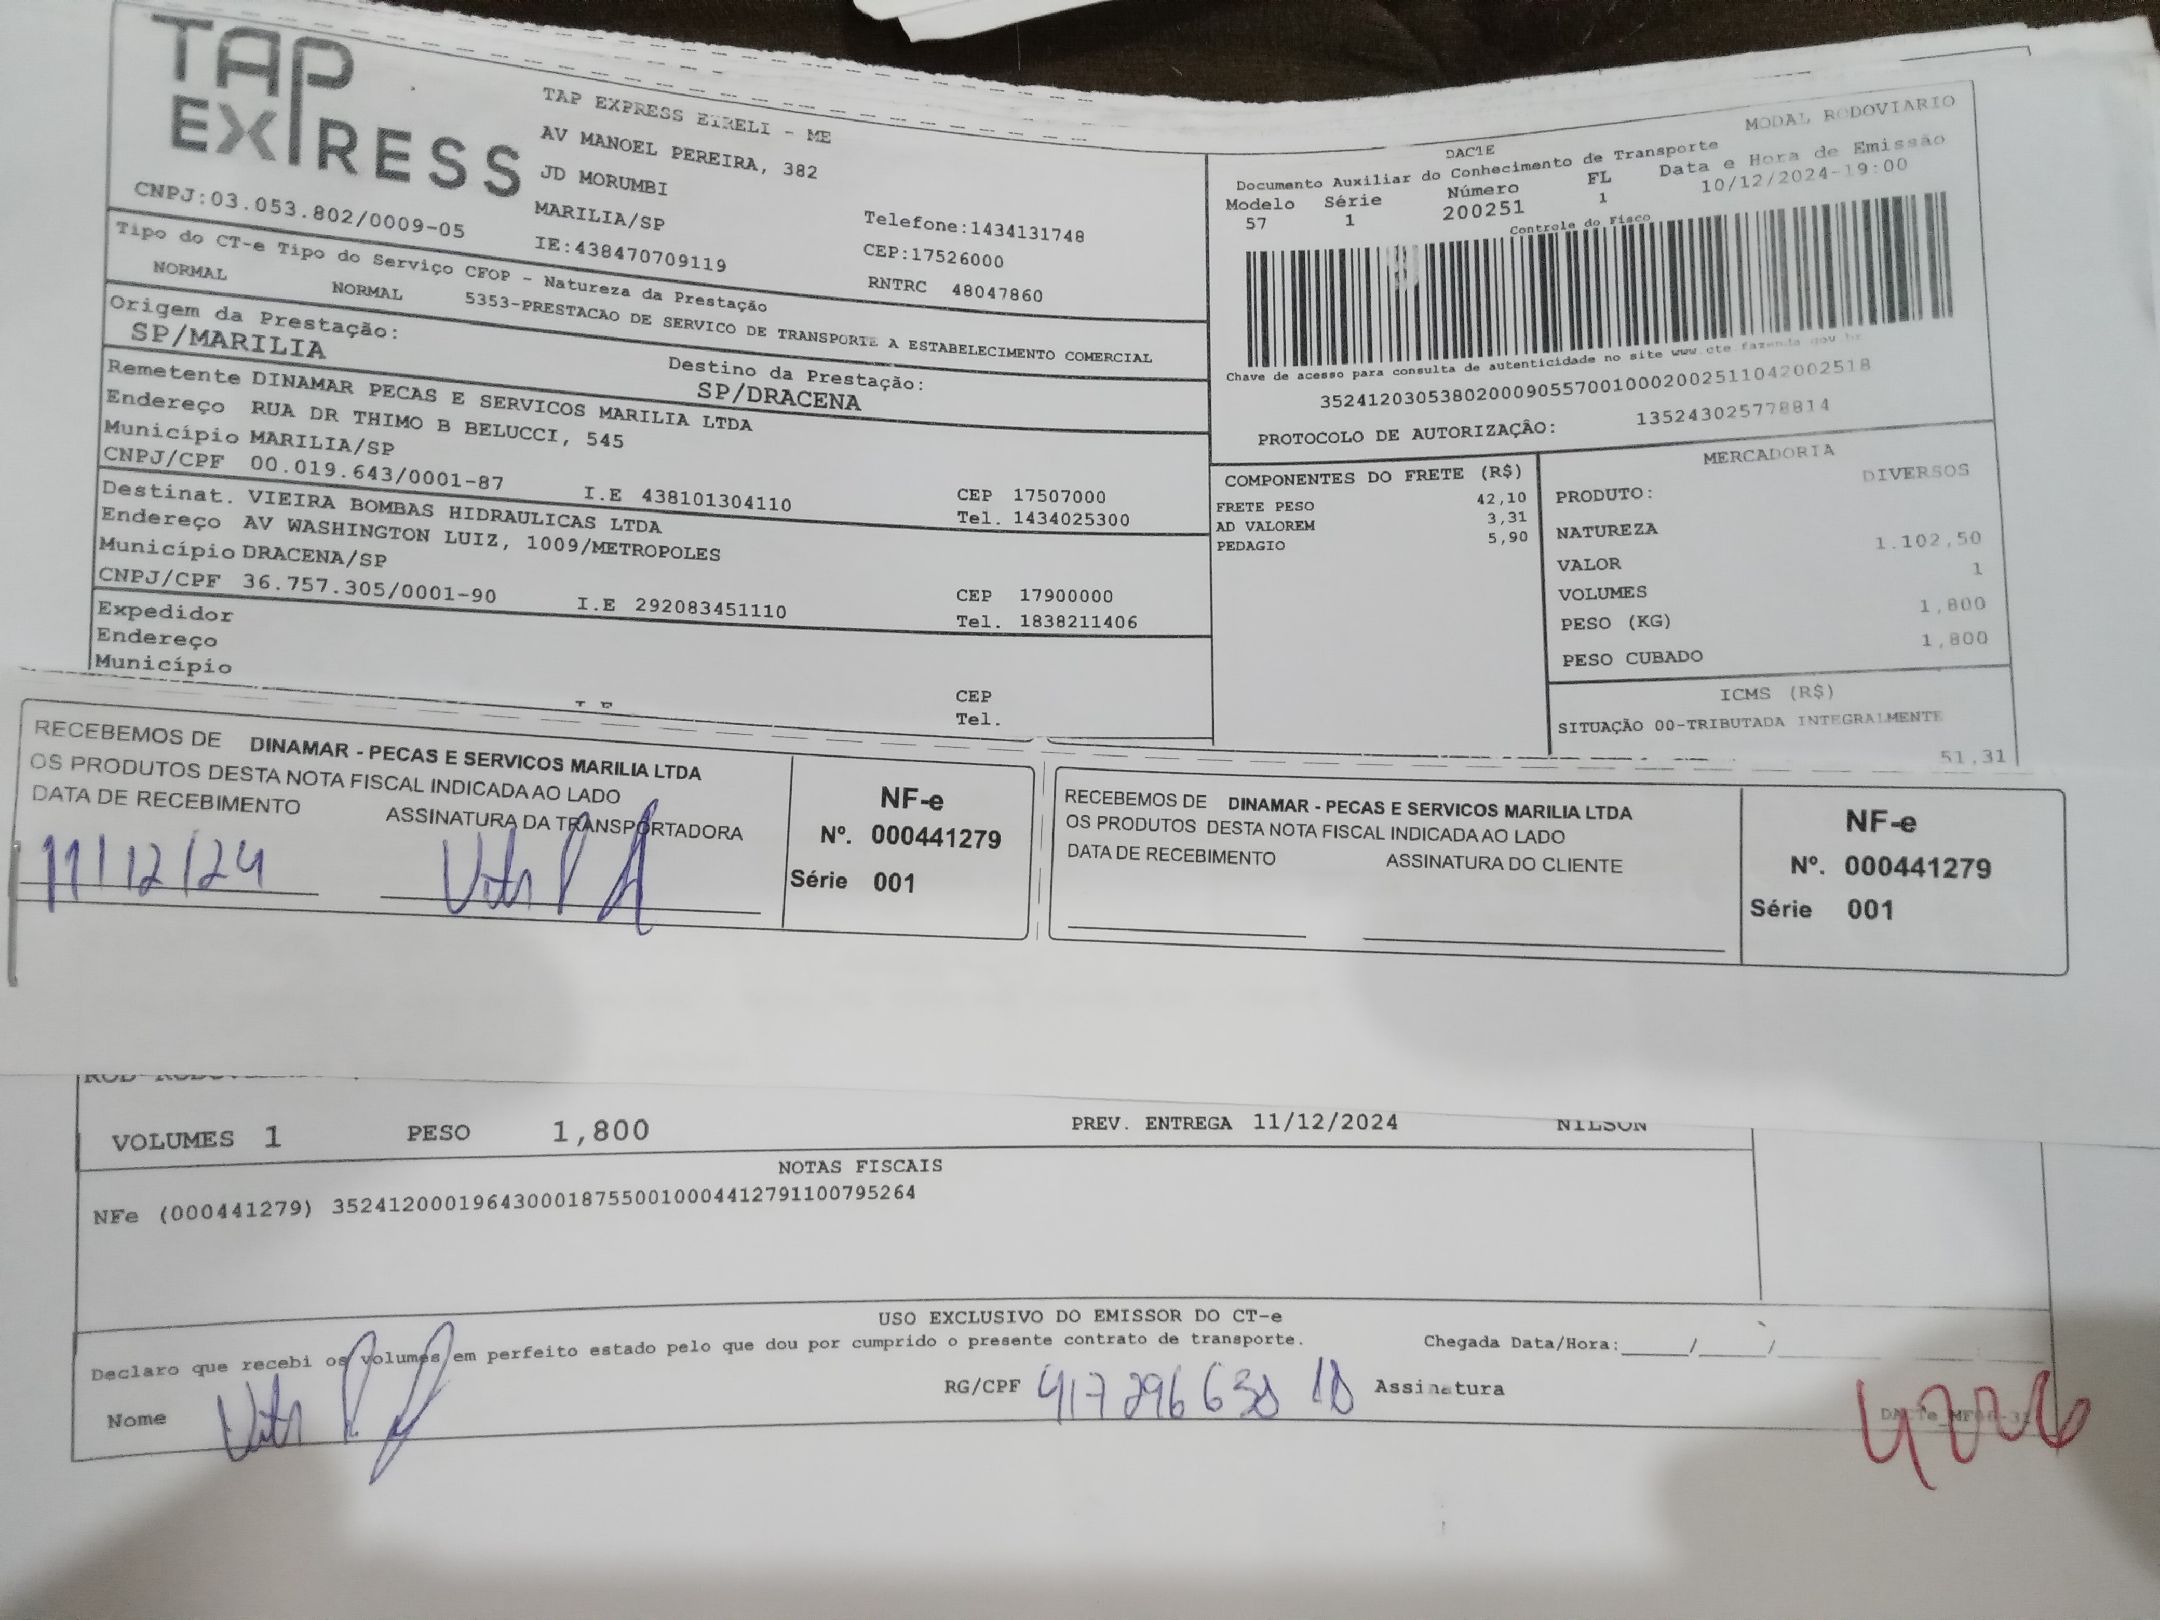 TAP
EXPRESS
CNPJ:03.053.802/0009-05
TAP EXPRESS EIRELI - ME
AV MANOEL PEREIRA, 382
JD MORUMBI
MARILIA/SP
IE:438470709119
Telefone:1434131748
CEP:17526000
RNTRC 48047860
Tipo do CT-e Tipo do Serviço CFOP - Natureza da Prestação
NORMAL NORMAL 5353-PRESTACAO DE SERVICO DE TRANSPORTE A ESTABELECIMENTO COMERCIAL
Origem da Prestação:
SP/MARILIA
Destino da Prestação:
SP/DRACENA
Remetente DINAMAR PECAS E SERVICOS MARILIA LTDA
Endereço RUA DR THIMO B BELUCCI, 545
Município MARILIA/SP
CEP 17507000
CNPJ/CPF 00.019.643/0001-87 I.E 438101304110 Tel. 1434025300
Destinat. VIEIRA BOMBAS HIDRAULICAS LTDA
Endereço AV WASHINGTON LUIZ, 1009/METROPOLES
Município DRACENA/SP
CEP 17900000
CNPJ/CPF 36.757.305/0001-90 I.E 292083451110 Tel. 1838211406
Expedidor
Endereço
Município
CEP
Tel.
MODAL RODOVIARIO
DACTE
Documento Auxiliar do Conhecimento de Transporte
Modelo Série Número FL Data e Hora de Emissão
57 1 200251 1 10/12/2024-19:00
Controle do Fisco
Chave de acesso para consulta de autenticidade no site www.cte.fazenda.gov.br
35241203053802000905570010002002511042002518
PROTOCOLO DE AUTORIZAÇÃO: 135243025778814
COMPONENTES DO FRETE (R$)
FRETE PESO 42,10
AD VALOREM 3,31
PEDAGIO 5,90
MERCADORIA
PRODUTO: DIVERSOS
NATUREZA
VALOR 1.102,50
VOLUMES 1
PESO (KG) 1,800
PESO CUBADO 1,800
ICMS (R$)
SITUAÇÃO 00-TRIBUTADA INTEGRALMENTE
51,31
RECEBEMOS DE DINAMAR - PECAS E SERVICOS MARILIA LTDA
OS PRODUTOS DESTA NOTA FISCAL INDICADA AO LADO
DATA DE RECEBIMENTO ASSINATURA DA TRANSPORTADORA
11/12/24
NF-e
Nº. 000441279
Série 001
RECEBEMOS DE DINAMAR - PECAS E SERVICOS MARILIA LTDA
OS PRODUTOS DESTA NOTA FISCAL INDICADA AO LADO
DATA DE RECEBIMENTO ASSINATURA DO CLIENTE
NF-e
Nº. 000441279
Série 001
VOLUMES 1 PESO 1,800 PREV. ENTREGA 11/12/2024 NILSON
NOTAS FISCAIS
NFe (000441279) 35241200019643000187550010004412791100795264
USO EXCLUSIVO DO EMISSOR DO CT-e
Declaro que recebi os volumes em perfeito estado pelo que dou por cumprido o presente contrato de transporte. Chegada Data/Hora:_____/_____/
Nome RG/CPF Assinatura